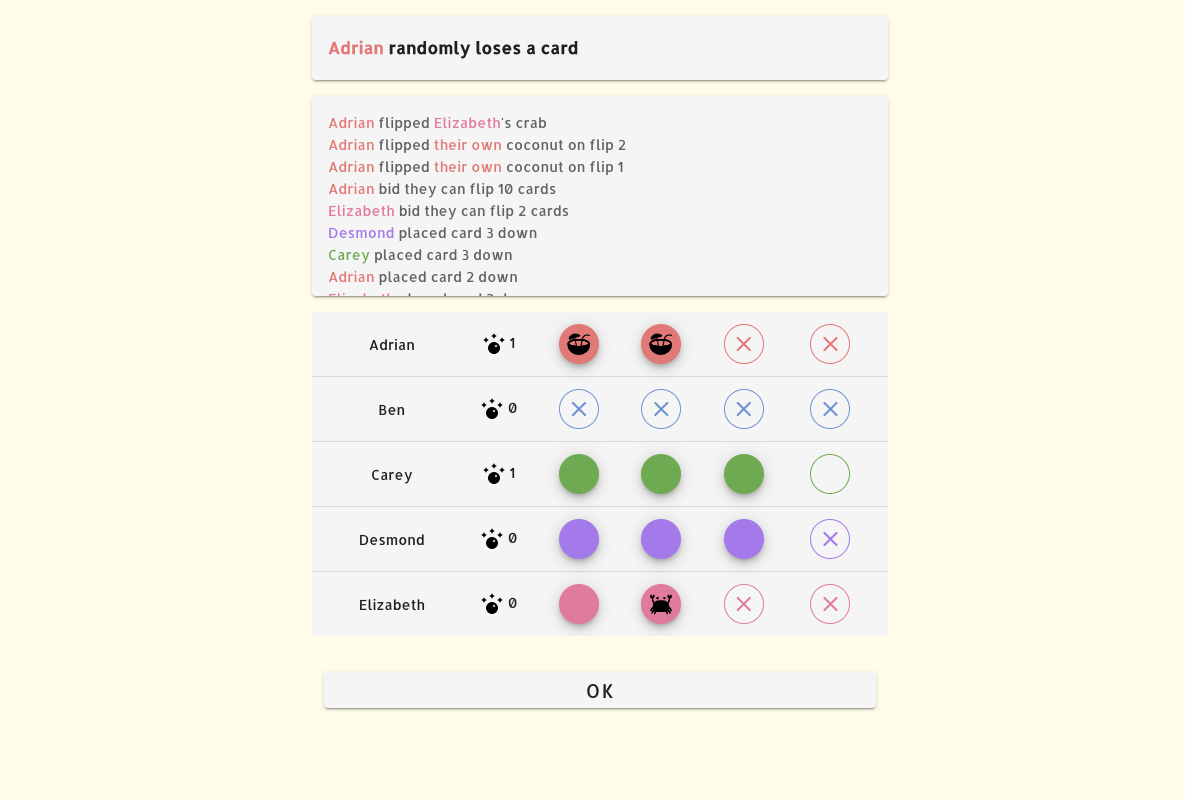 Adrian randomly loses a card
Adrian flipped Elizabeth's crab
Adrian flipped their own coconut on flip 2
Adrian flipped their own coconut on flip 1
Adrian bid they can flip 10 cards
Elizabeth bid they can flip 2 cards
Desmond placed card 3 down
Carey placed card 3 down
Adrian placed card 2 down
Adrian 1
Ben 0
Carey 1
Desmond 0
Elizabeth 0
OK